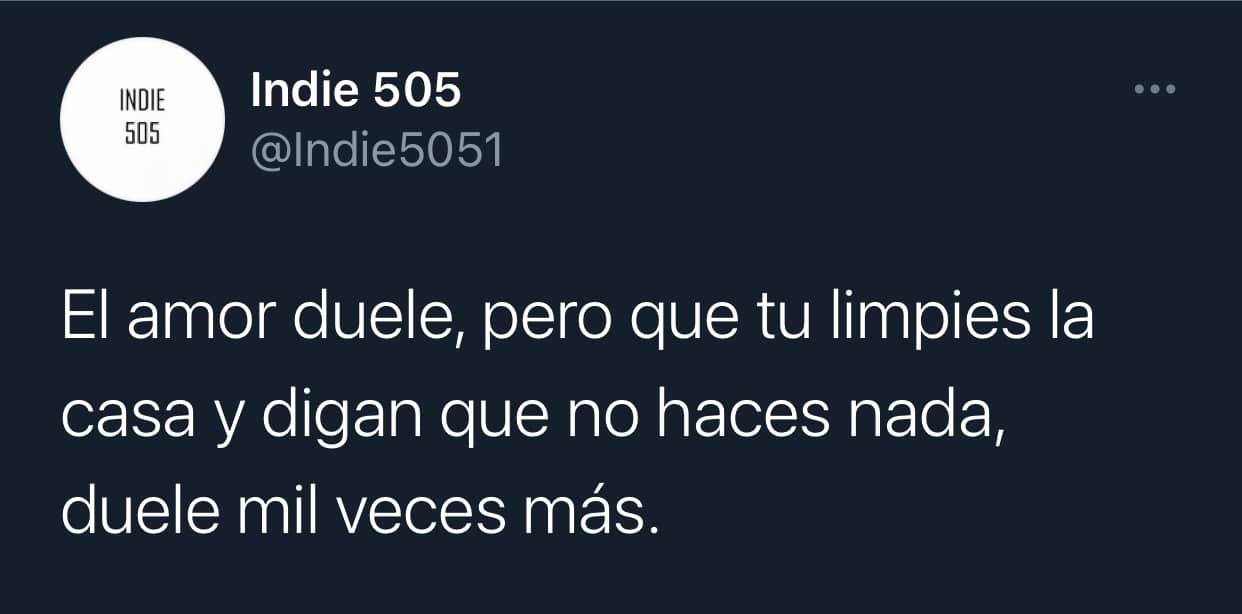 INDIE
505
Indie 505
@Indie5051
El amor duele, pero que tu limpies la
casa y digan que no haces nada,
duele mil veces más.